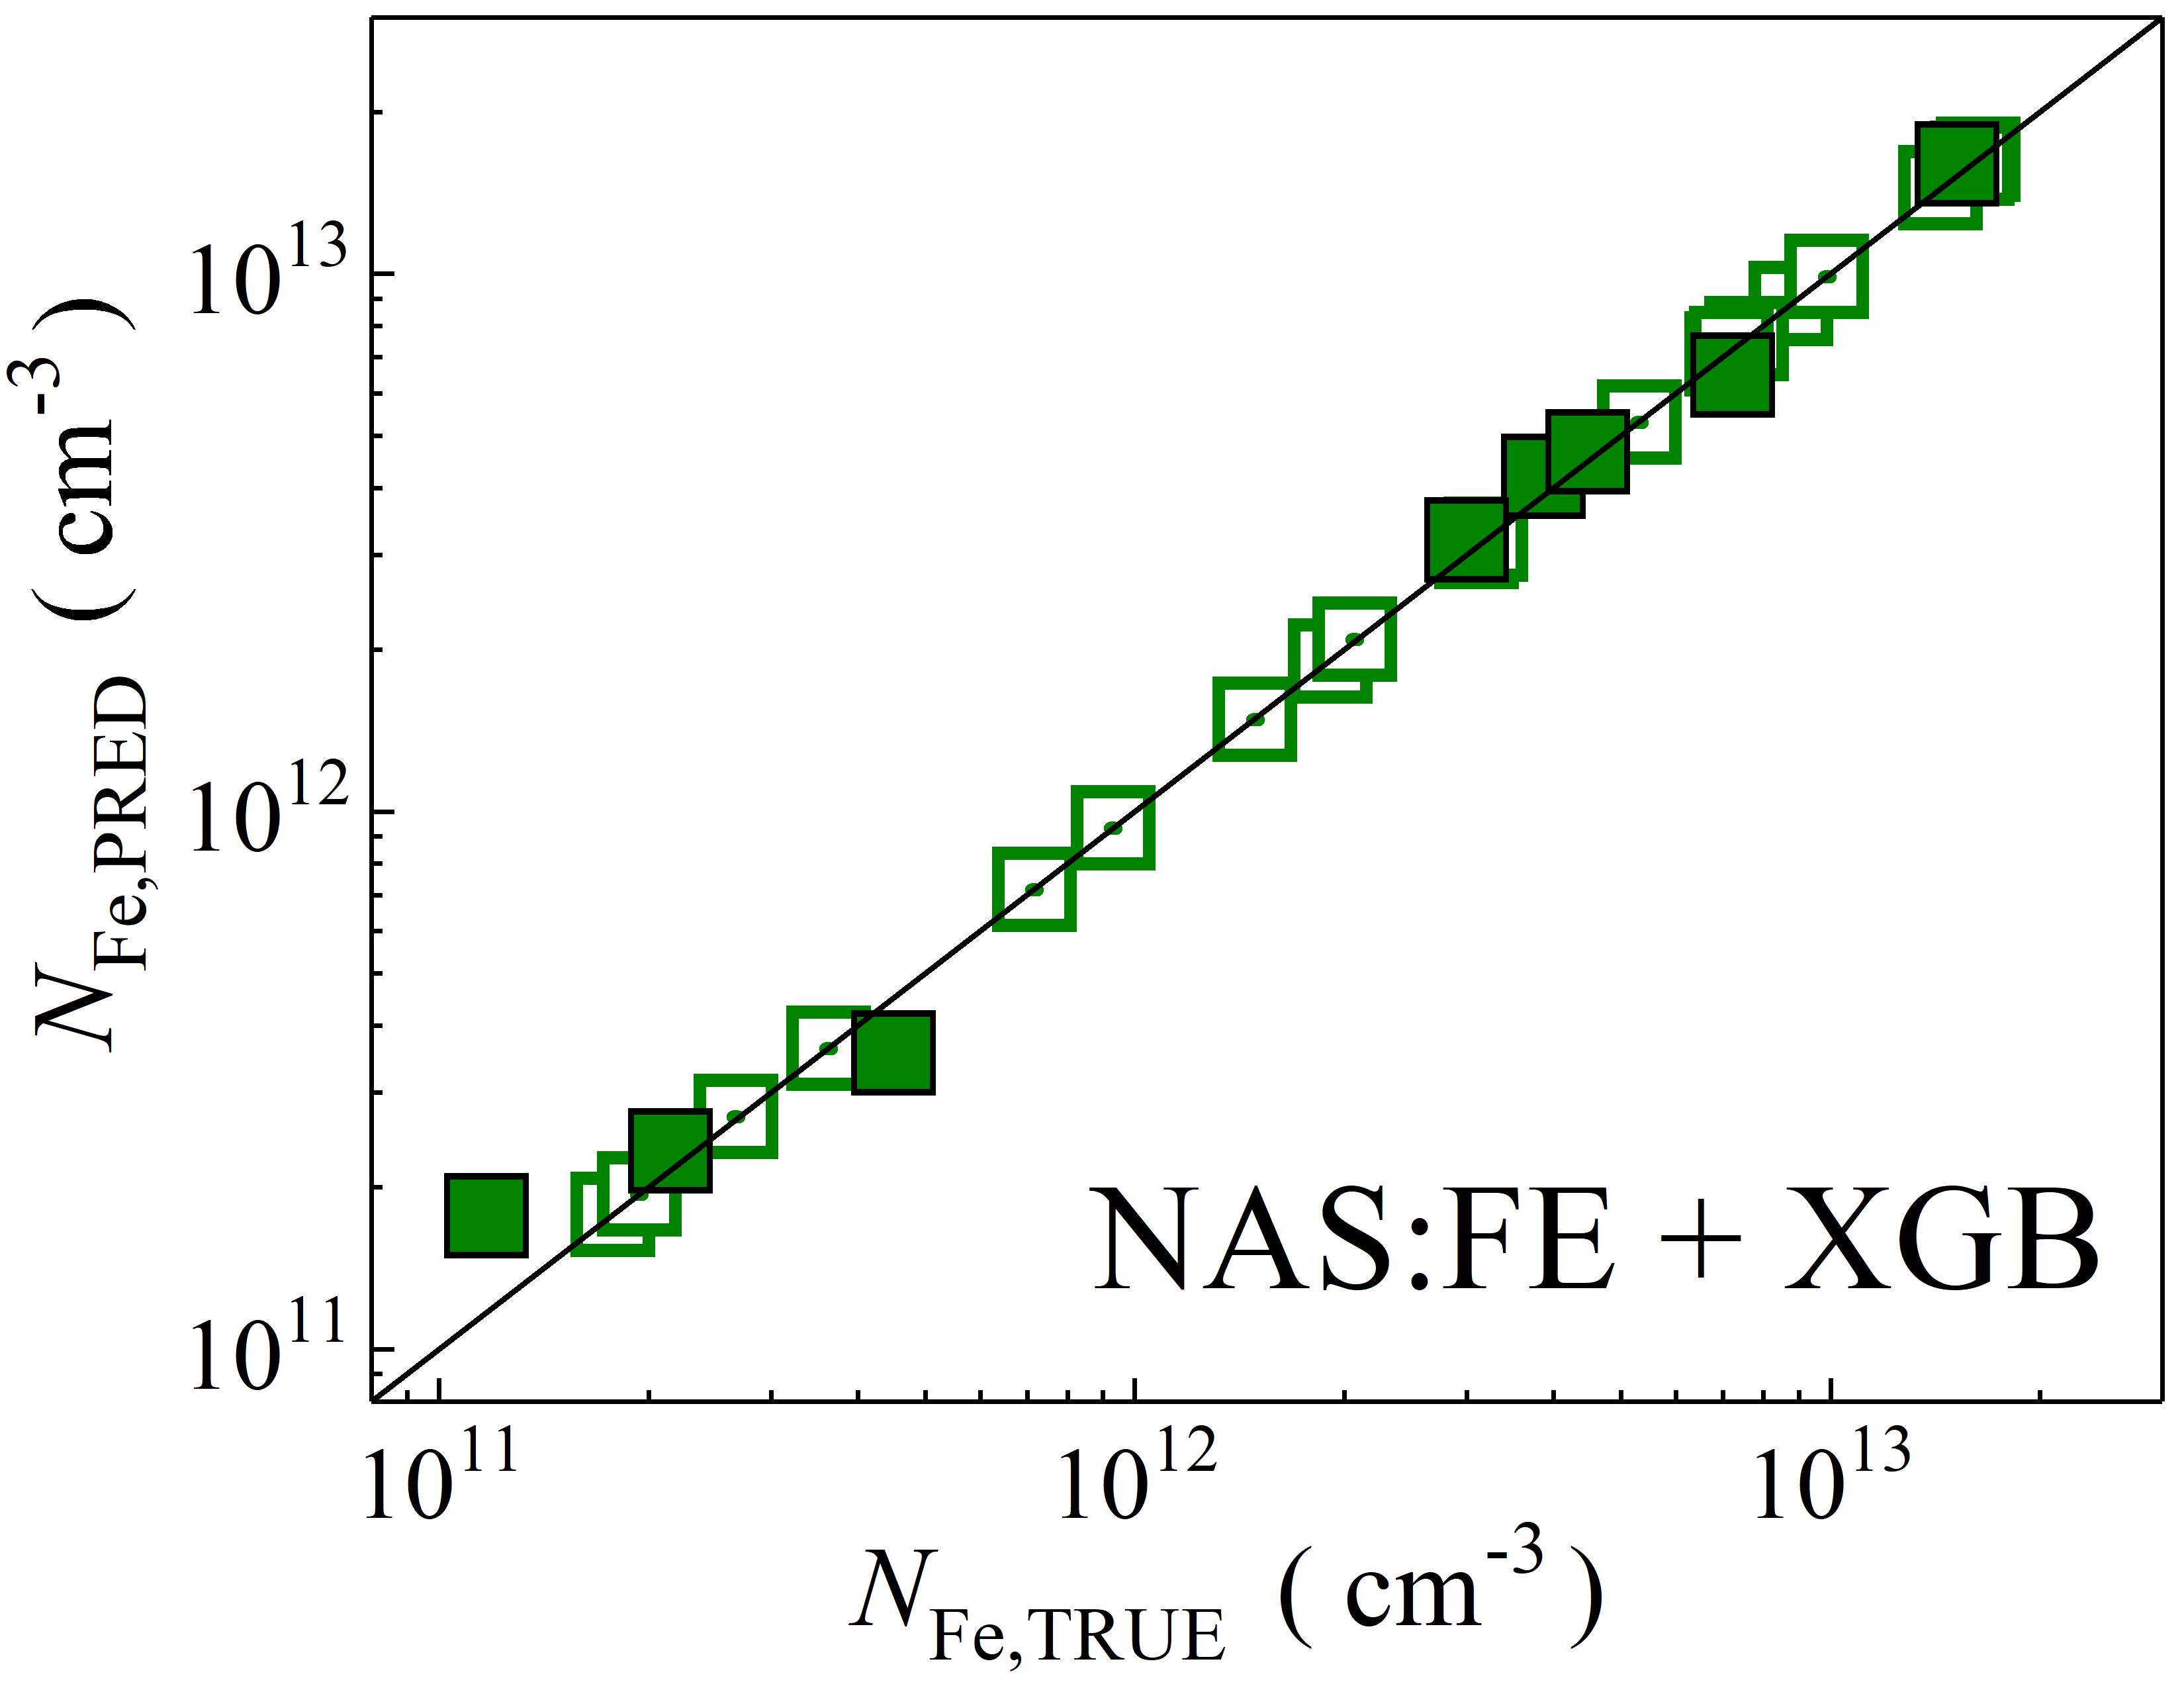 N_Fe,PRED ( cm^-3 )
10^13
10^12
10^11
NAS:FE + XGB
10^11 10^12 10^13
N_Fe,TRUE ( cm^-3 )